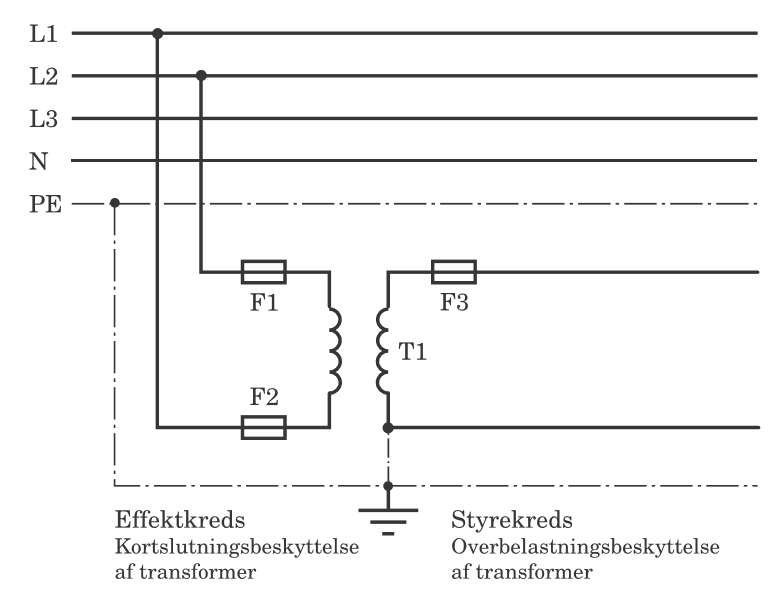 L1
L2
L3
N
PE
F1
F3
T1
F2
Effektkreds
Kortslutningsbeskyttelse
af transformer
Styrekreds
Overbelastningsbeskyttelse
af transformer